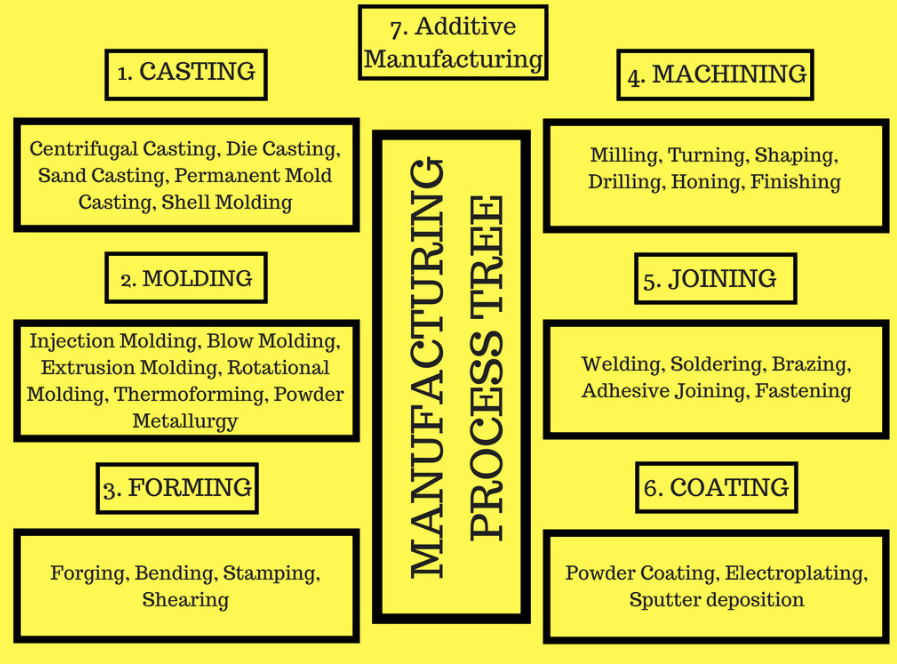 7. Additive
Manufacturing
1. CASTING
Centrifugal Casting, Die Casting,
Sand Casting, Permanent Mold
Casting, Shell Molding
2. MOLDING
Injection Molding, Blow Molding,
Extrusion Molding, Rotational
Molding, Thermoforming, Powder
Metallurgy
3. FORMING
Forging, Bending, Stamping,
Shearing
MANUFACTURING
PROCESS TREE
4. MACHINING
Milling, Turning, Shaping,
Drilling, Honing, Finishing
5. JOINING
Welding, Soldering, Brazing,
Adhesive Joining, Fastening
6. COATING
Powder Coating, Electroplating,
Sputter deposition